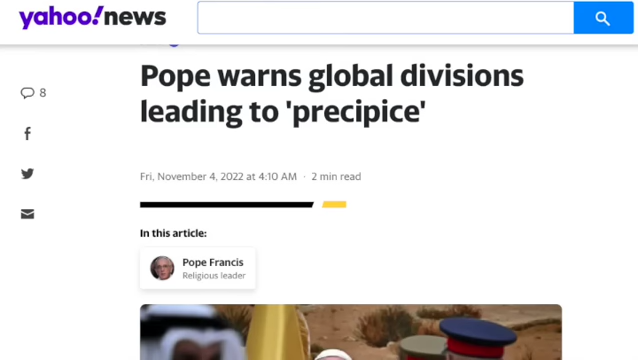 yahoo!news
Pope warns global divisions
leading to 'precipice'
8
Fri, November 4, 2022 at 4:10 AM · 2 min read
In this article:
Pope Francis
Religious leader